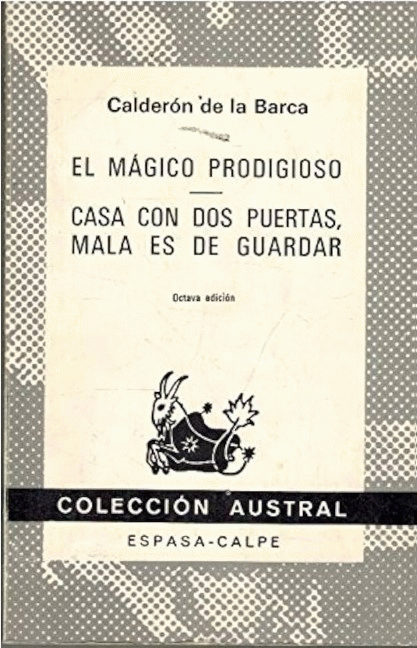 Calderón de la Barca
EL MÁGICO PRODIGIOSO
CASA CON DOS PUERTAS,
MALA ES DE GUARDAR
Octava edición
COLECCIÓN AUSTRAL
ESPASA-CALPE